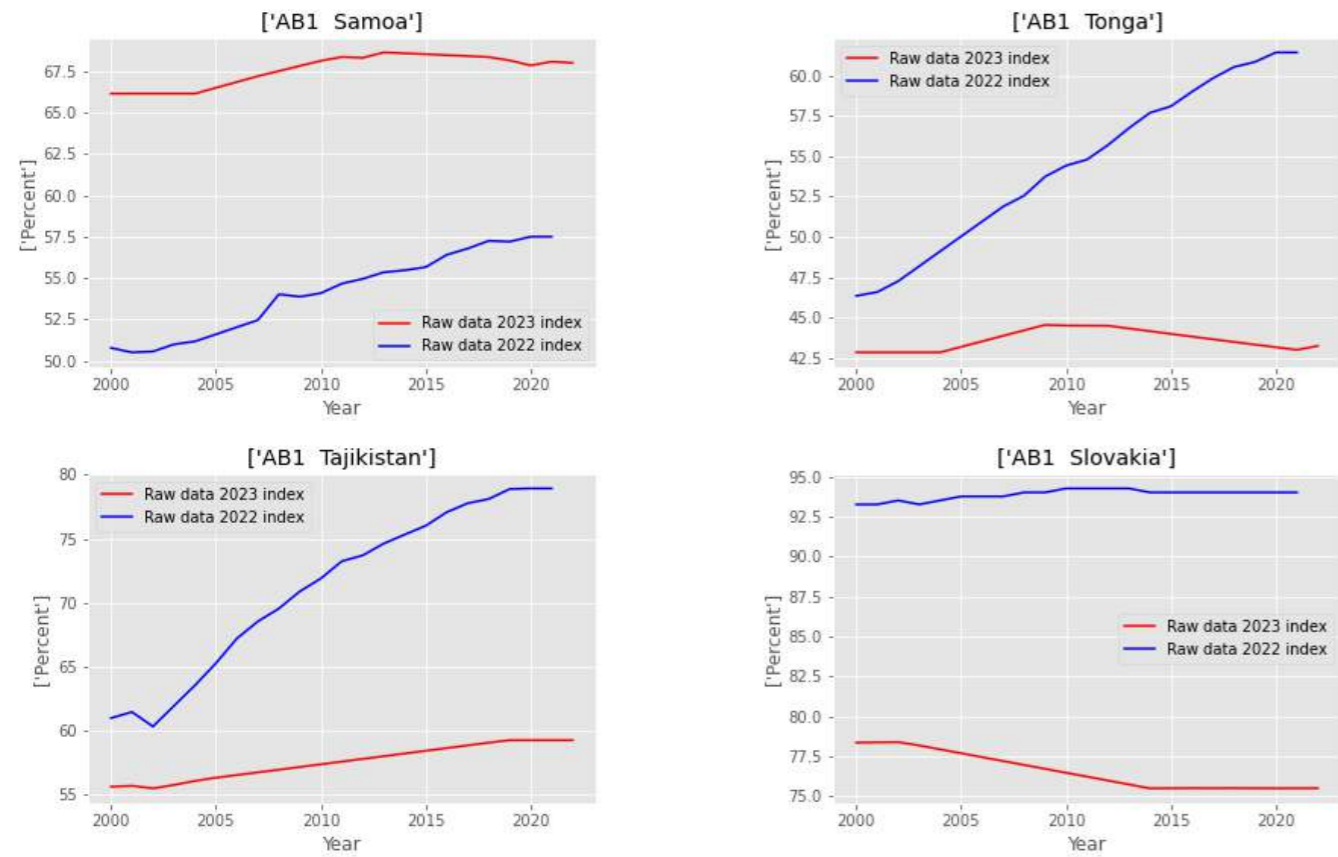 ['AB1  Samoa']
67.5
65.0
62.5
60.0
57.5
55.0
52.5
50.0
['Percent']
Raw data 2023 index
Raw data 2022 index
2000 2005 2010 2015 2020
Year
['AB1  Tonga']
Raw data 2023 index
Raw data 2022 index
60.0
57.5
55.0
52.5
50.0
47.5
45.0
42.5
['Percent']
2000 2005 2010 2015 2020
Year
['AB1  Tajikistan']
Raw data 2023 index
Raw data 2022 index
80
75
70
65
60
55
['Percent']
2000 2005 2010 2015 2020
Year
['AB1  Slovakia']
95.0
92.5
90.0
87.5
85.0
82.5
80.0
77.5
75.0
['Percent']
Raw data 2023 index
Raw data 2022 index
2000 2005 2010 2015 2020
Year